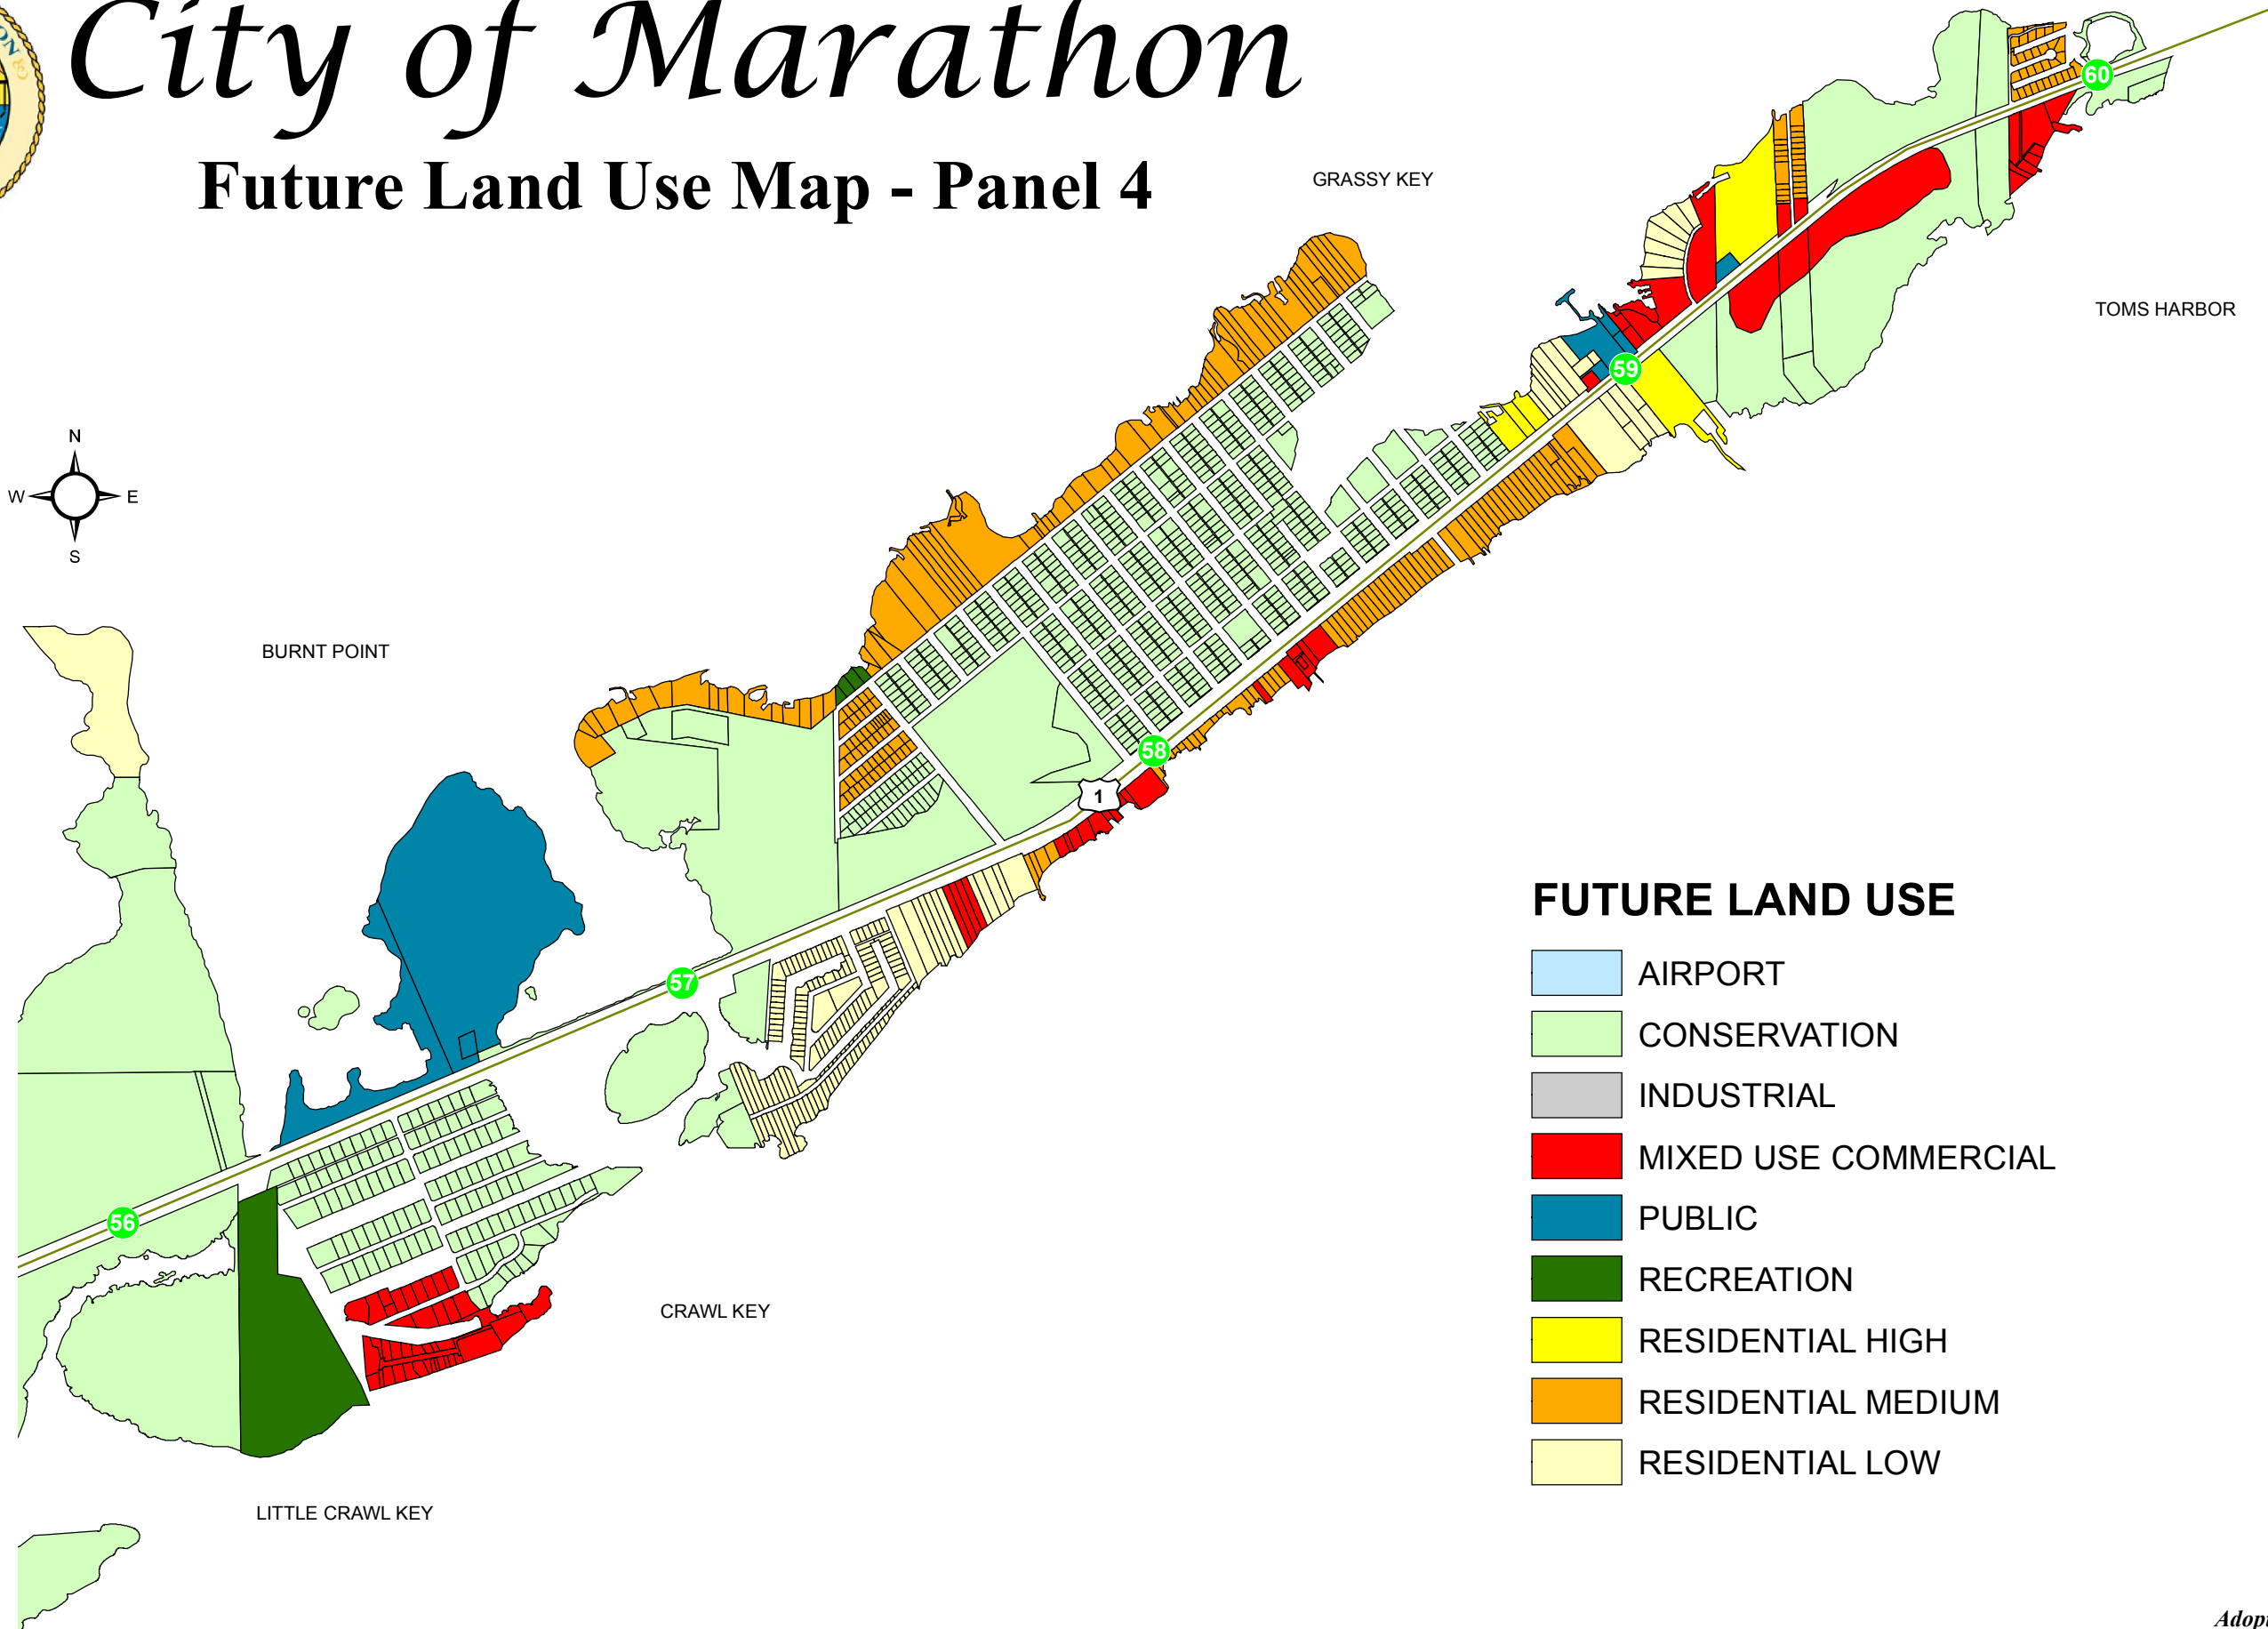 City of Marathon
Future Land Use Map - Panel 4
GRASSY KEY
TOMS HARBOR
BURNT POINT
CRAWL KEY
LITTLE CRAWL KEY
N
W
E
S
60
59
58
1
57
56
FUTURE LAND USE
AIRPORT
CONSERVATION
INDUSTRIAL
MIXED USE COMMERCIAL
PUBLIC
RECREATION
RESIDENTIAL HIGH
RESIDENTIAL MEDIUM
RESIDENTIAL LOW